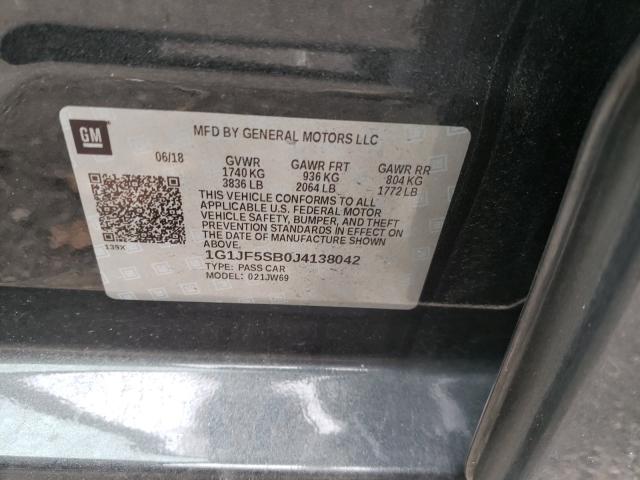 GM
MFD BY GENERAL MOTORS LLC
06/18 GVWR GAWR FRT GAWR RR
1740 KG 936 KG 804 KG
3836 LB 2064 LB 1772 LB
THIS VEHICLE CONFORMS TO ALL
APPLICABLE U.S. FEDERAL MOTOR
VEHICLE SAFETY, BUMPER, AND THEFT
PREVENTION STANDARDS IN EFFECT ON
THE DATE OF MANUFACTURE SHOWN
ABOVE.
139X
1G1JF5SB0J4138042
TYPE: PASS CAR
MODEL: 021JW69